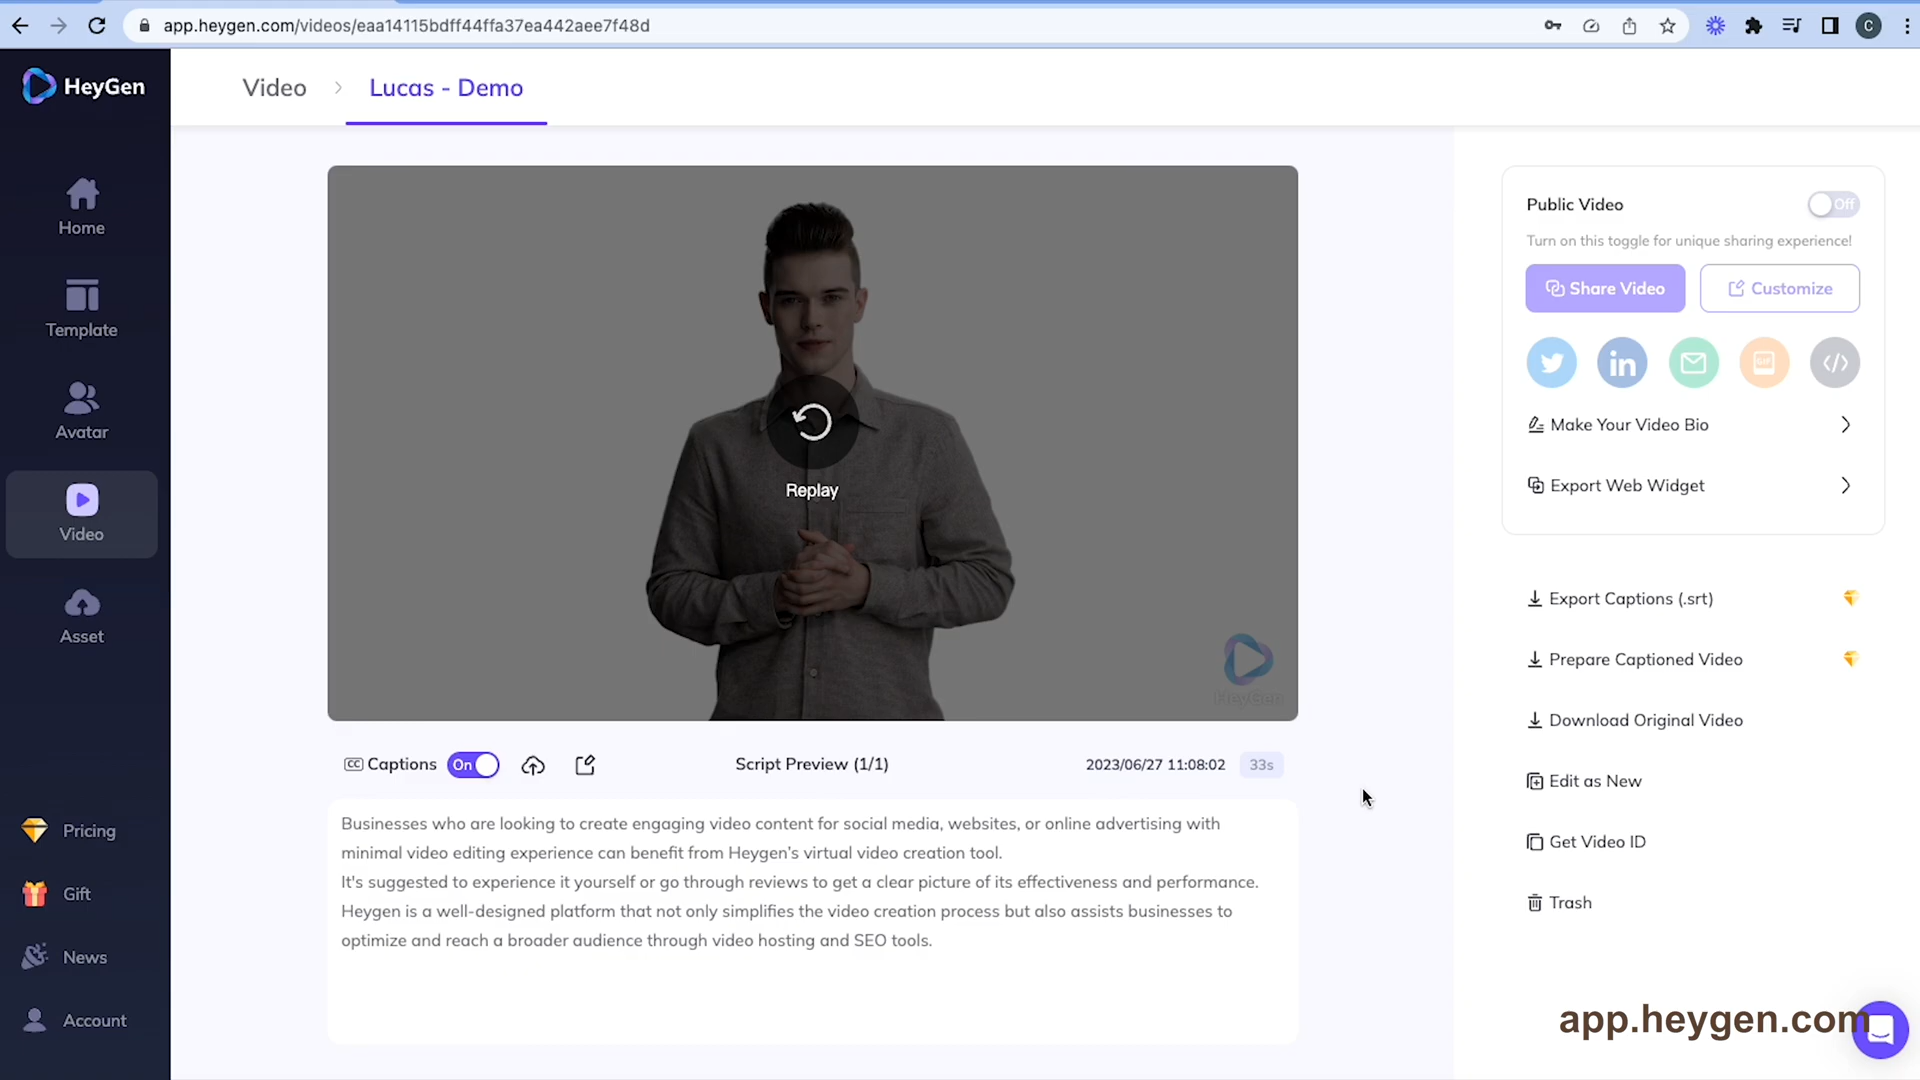 app.heygen.com/videos/eaa14115bdff44ffa37ea442aee7f48d
C
HeyGen
Video
Lucas - Demo
Home
Template
Avatar
Video
Asset
Pricing
Gift
News
Account
Replay
HeyGen
CC Captions On
Script Preview (1/1)
2023/06/27 11:08:02 33s
Businesses who are looking to create engaging video content for social media, websites, or online advertising with
minimal video editing experience can benefit from Heygen's virtual video creation tool.
It's suggested to experience it yourself or go through reviews to get a clear picture of its effectiveness and performance.
Heygen is a well-designed platform that not only simplifies the video creation process but also assists businesses to
optimize and reach a broader audience through video hosting and SEO tools.
Public Video Off
Turn on this toggle for unique sharing experience!
Share Video Customize
in GIF </>
Make Your Video Bio
Export Web Widget
Export Captions (.srt)
Prepare Captioned Video
Download Original Video
Edit as New
Get Video ID
Trash
app.heygen.com